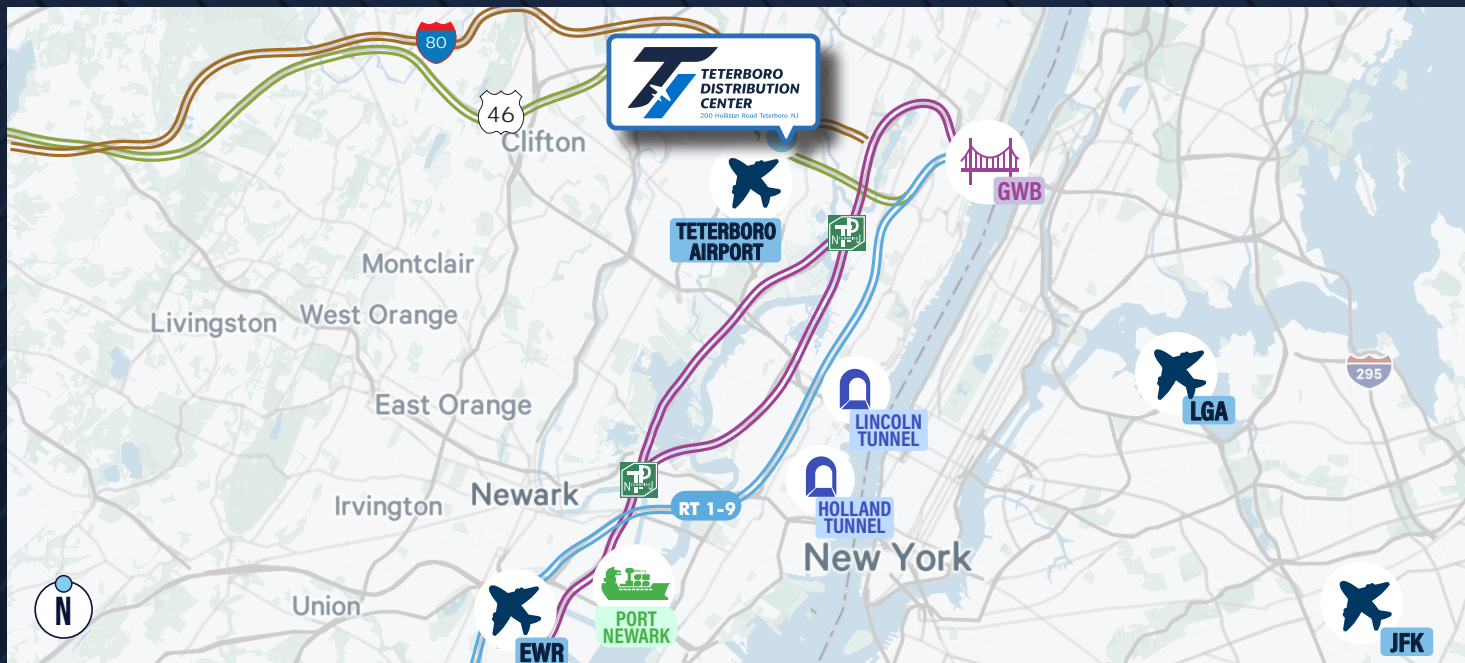 80
46
TETERBORO
DISTRIBUTION
CENTER
200 Hollister Road Teterboro, NJ
Clifton
GWB
TETERBORO
AIRPORT
TP
N J
Montclair
Livingston
West Orange
295
LGA
East Orange
LINCOLN
TUNNEL
TP
N J
Newark
Irvington
RT 1-9
HOLLAND
TUNNEL
New York
N
Union
PORT
NEWARK
EWR
JFK